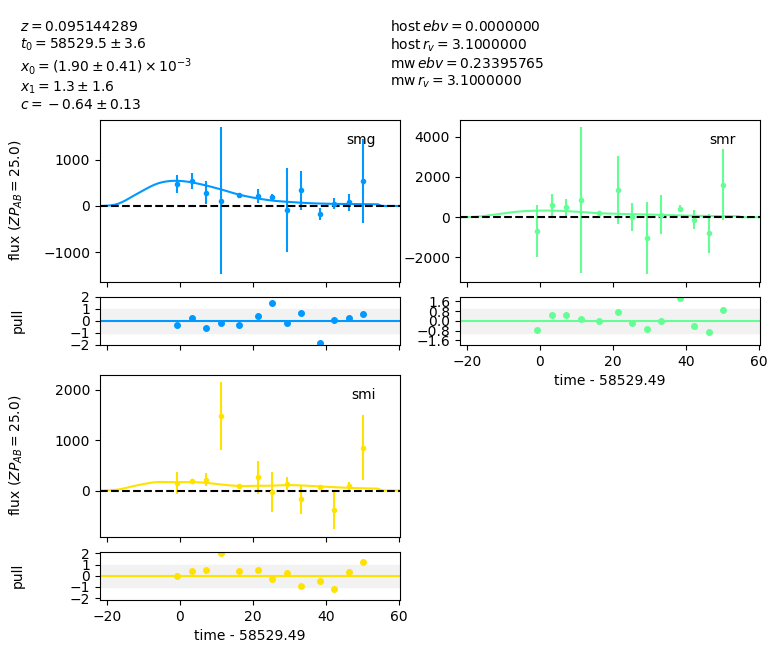 z = 0.095144289
t₀ = 58529.5 ± 3.6
x₀ = (1.90 ± 0.41) × 10⁻³
x₁ = 1.3 ± 1.6
c = −0.64 ± 0.13
host ebv = 0.0000000
host r_v = 3.1000000
mw ebv = 0.23395765
mw r_v = 3.1000000
smg
flux (ZP_AB = 25.0)
1000
0
−1000
pull
2
1
0
−1
−2
smr
4000
2000
0
−2000
1.6
0.8
0.0
−0.8
−1.6
−20 0 20 40 60
time - 58529.49
smi
flux (ZP_AB = 25.0)
2000
1000
0
pull
2
1
0
−1
−2
−20 0 20 40 60
time - 58529.49